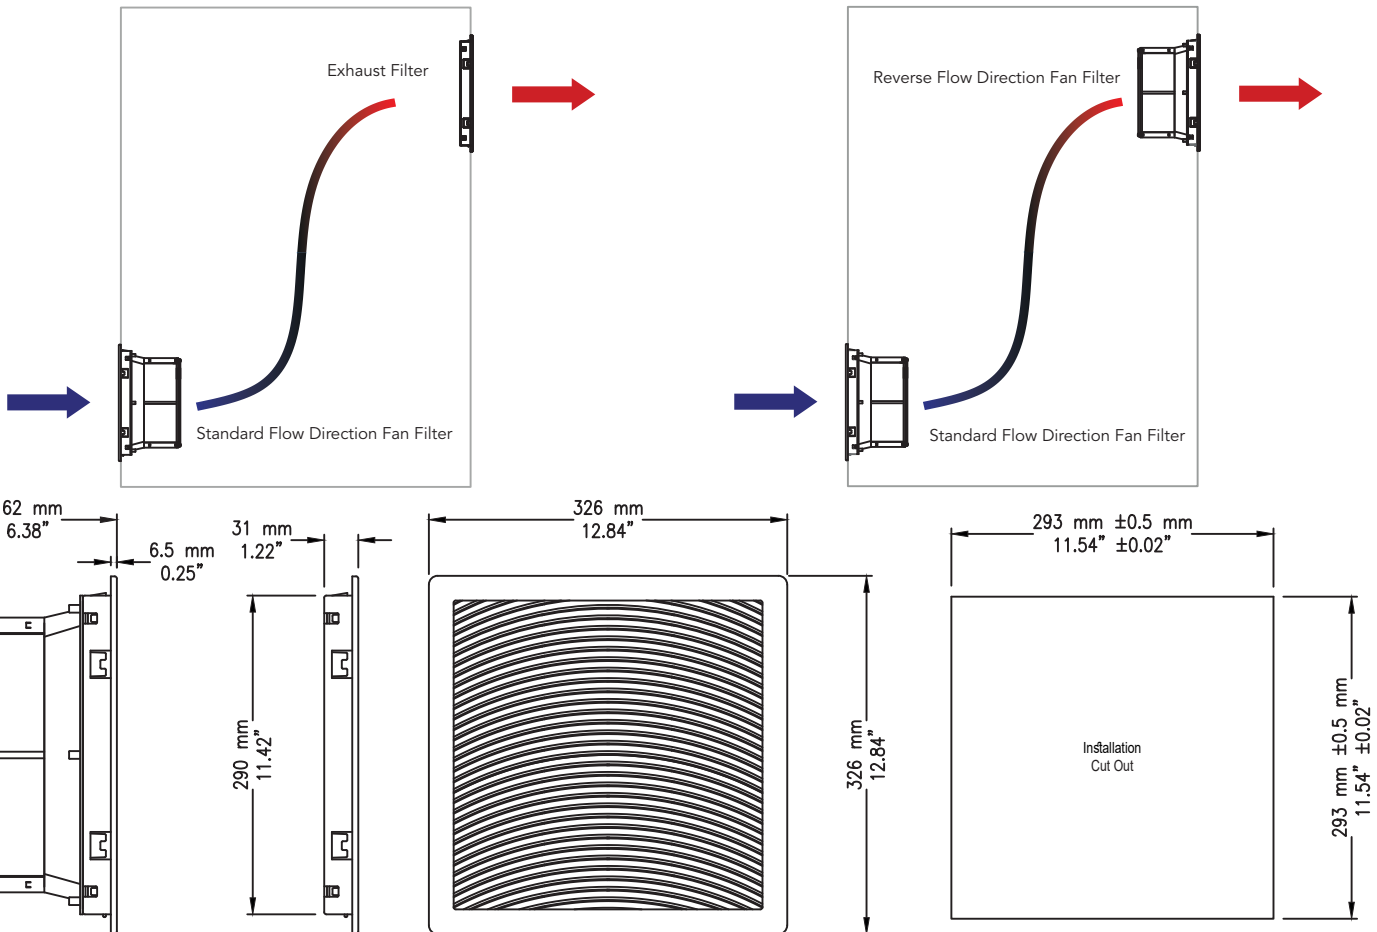 Exhaust Filter
Standard Flow Direction Fan Filter
Reverse Flow Direction Fan Filter
Standard Flow Direction Fan Filter
62 mm
6.38”
6.5 mm
0.25”
31 mm
1.22”
290 mm
11.42”
326 mm
12.84”
326 mm
12.84”
293 mm ±0.5 mm
11.54” ±0.02”
Installation
Cut Out
293 mm ±0.5 mm
11.54” ±0.02”